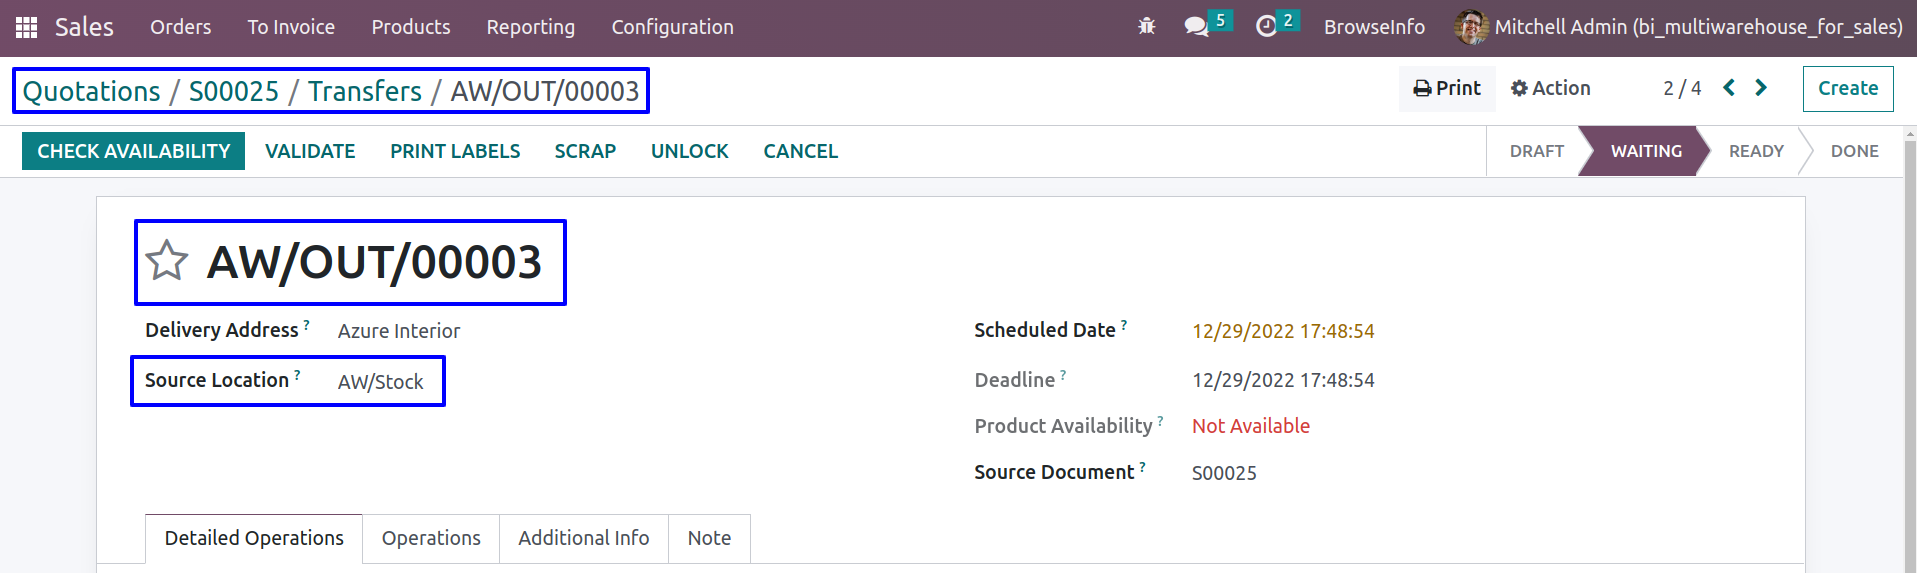 Sales Orders To Invoice Products Reporting Configuration 5 2 BrowseInfo Mitchell Admin (bi_multiwarehouse_for_sales)
Quotations / S00025 / Transfers / AW/OUT/00003 Print Action 2 / 4 Create
CHECK AVAILABILITY VALIDATE PRINT LABELS SCRAP UNLOCK CANCEL DRAFT WAITING READY DONE
AW/OUT/00003
Delivery Address ? Azure Interior
Source Location ? AW/Stock
Scheduled Date ? 12/29/2022 17:48:54
Deadline ? 12/29/2022 17:48:54
Product Availability ? Not Available
Source Document ? S00025
Detailed Operations Operations Additional Info Note